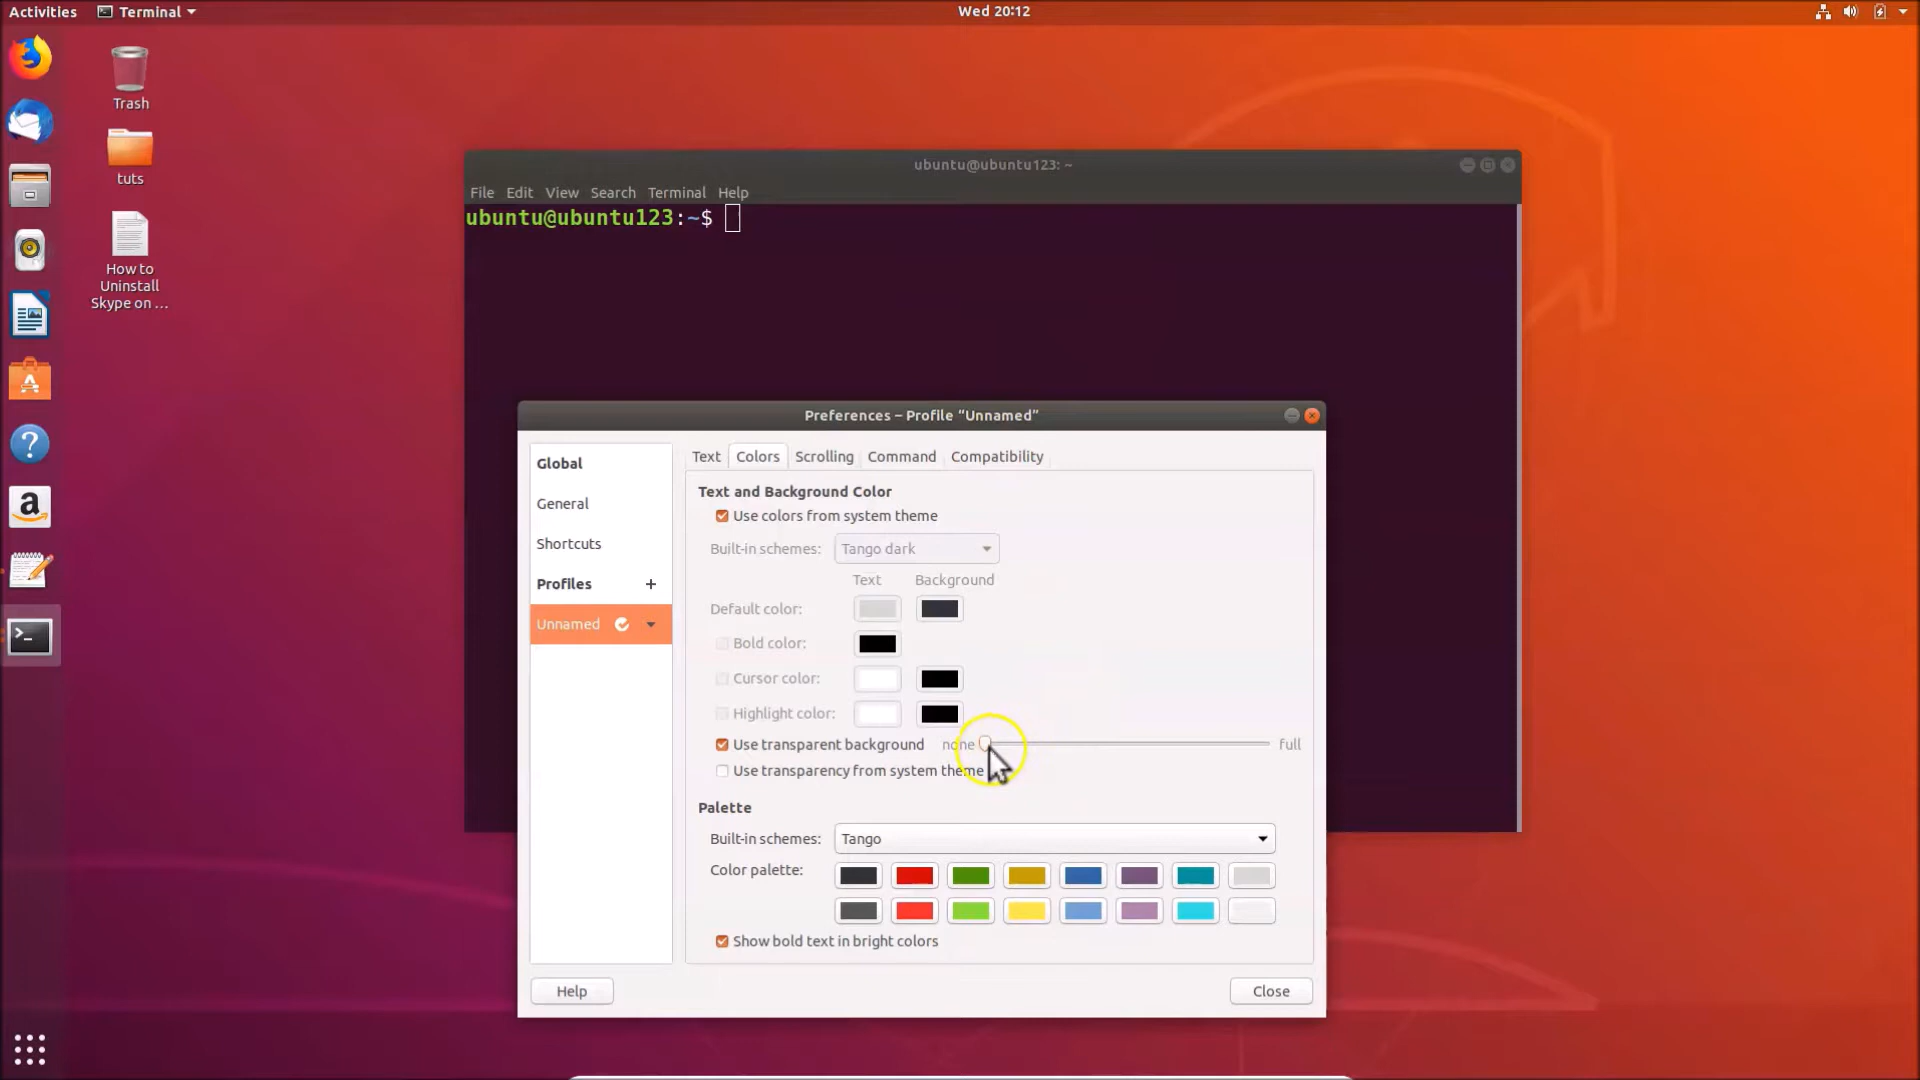 Activities
Terminal
Wed 20:12
Trash
tuts
How to
Uninstall
Skype on …
ubuntu@ubuntu123: ~
File Edit View Search Terminal Help
ubuntu@ubuntu123:~$
Preferences – Profile “Unnamed”
Global
General
Shortcuts
Profiles
Unnamed
Text Colors Scrolling Command Compatibility
Text and Background Color
Use colors from system theme
Built-in schemes: Tango dark
Text Background
Default color:
Bold color:
Cursor color:
Highlight color:
Use transparent background none full
Use transparency from system theme
Palette
Built-in schemes: Tango
Color palette:
Show bold text in bright colors
Help
Close